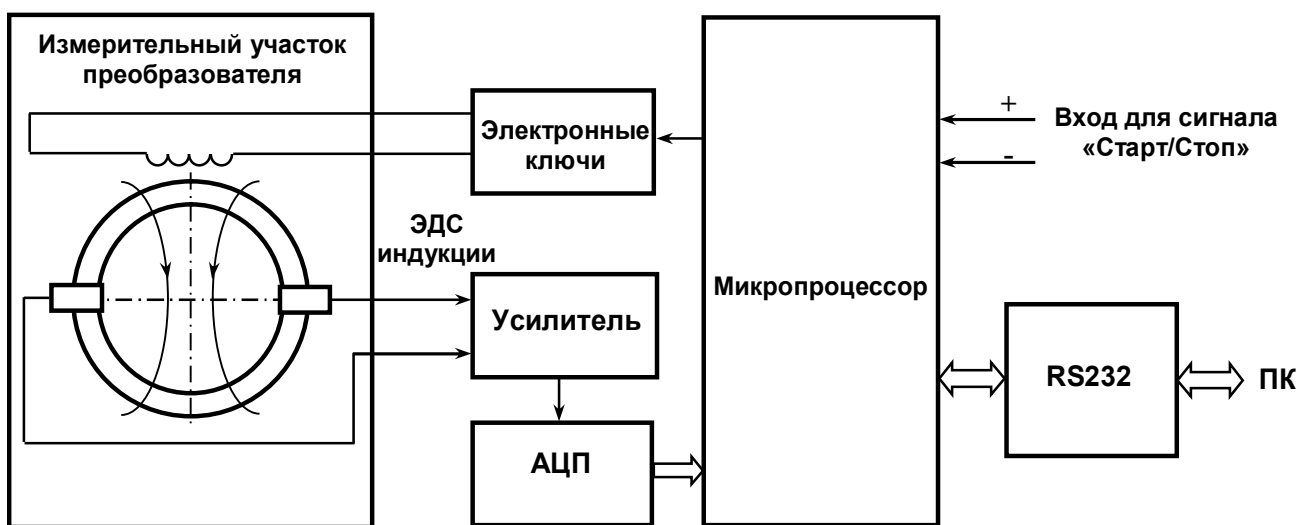 Измерительный участок
преобразователя
Электронные
ключи
+
-
Вход для сигнала
«Старт/Стоп»
ЭДС
индукции
Микропроцессор
Усилитель
RS232
ПК
АЦП